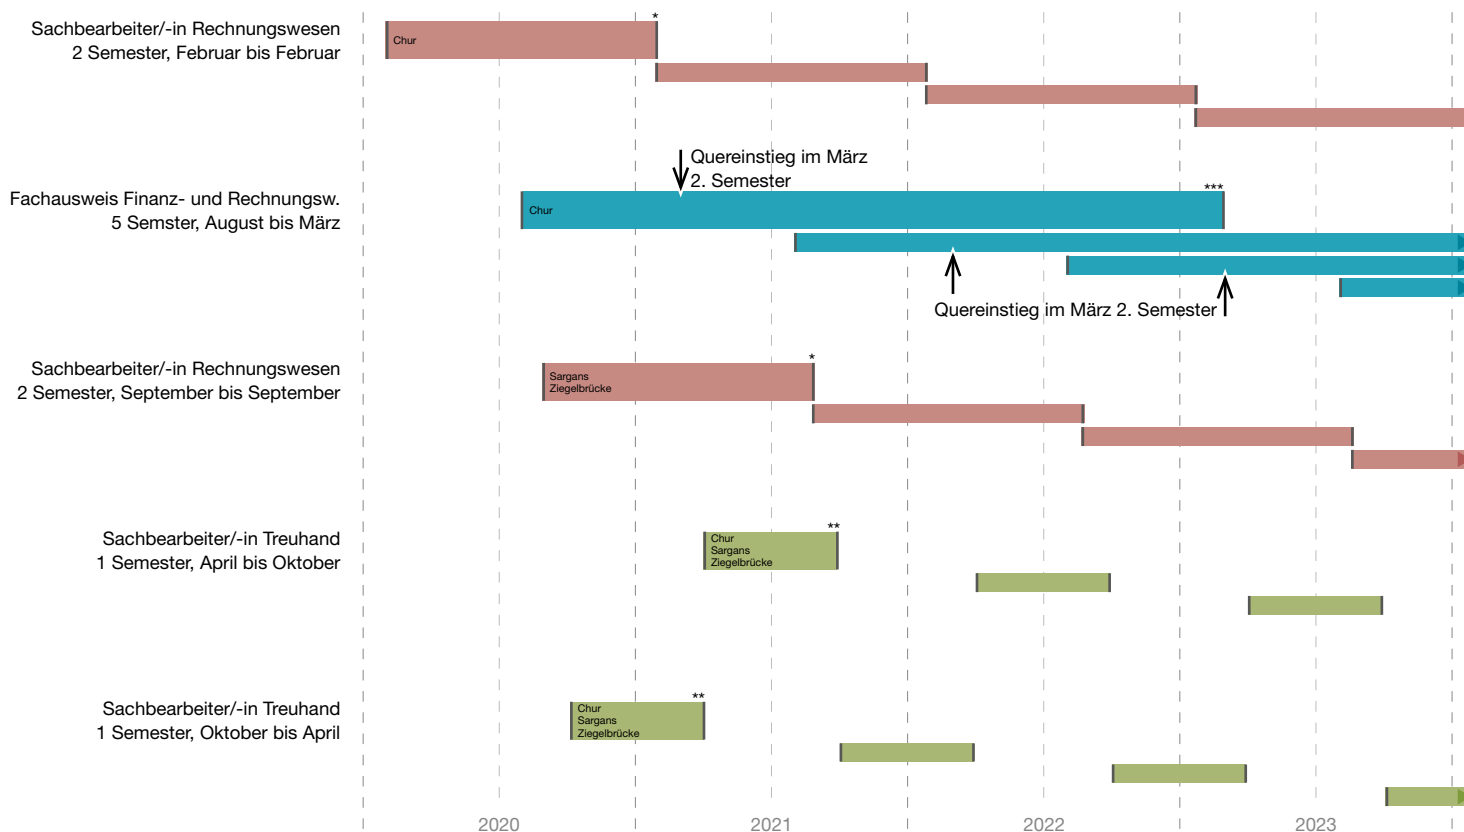 *
Sachbearbeiter/-in Rechnungswesen
2 Semester, Februar bis Februar
Chur
Quereinstieg im März
2. Semester
***
Fachausweis Finanz- und Rechnungsw.
5 Semster, August bis März
Chur
Quereinstieg im März 2. Semester
*
Sachbearbeiter/-in Rechnungswesen
2 Semester, September bis September
Sargans
Ziegelbrücke
**
Sachbearbeiter/-in Treuhand
1 Semester, April bis Oktober
Chur
Sargans
Ziegelbrücke
**
Sachbearbeiter/-in Treuhand
1 Semester, Oktober bis April
Chur
Sargans
Ziegelbrücke
2020 2021 2022 2023